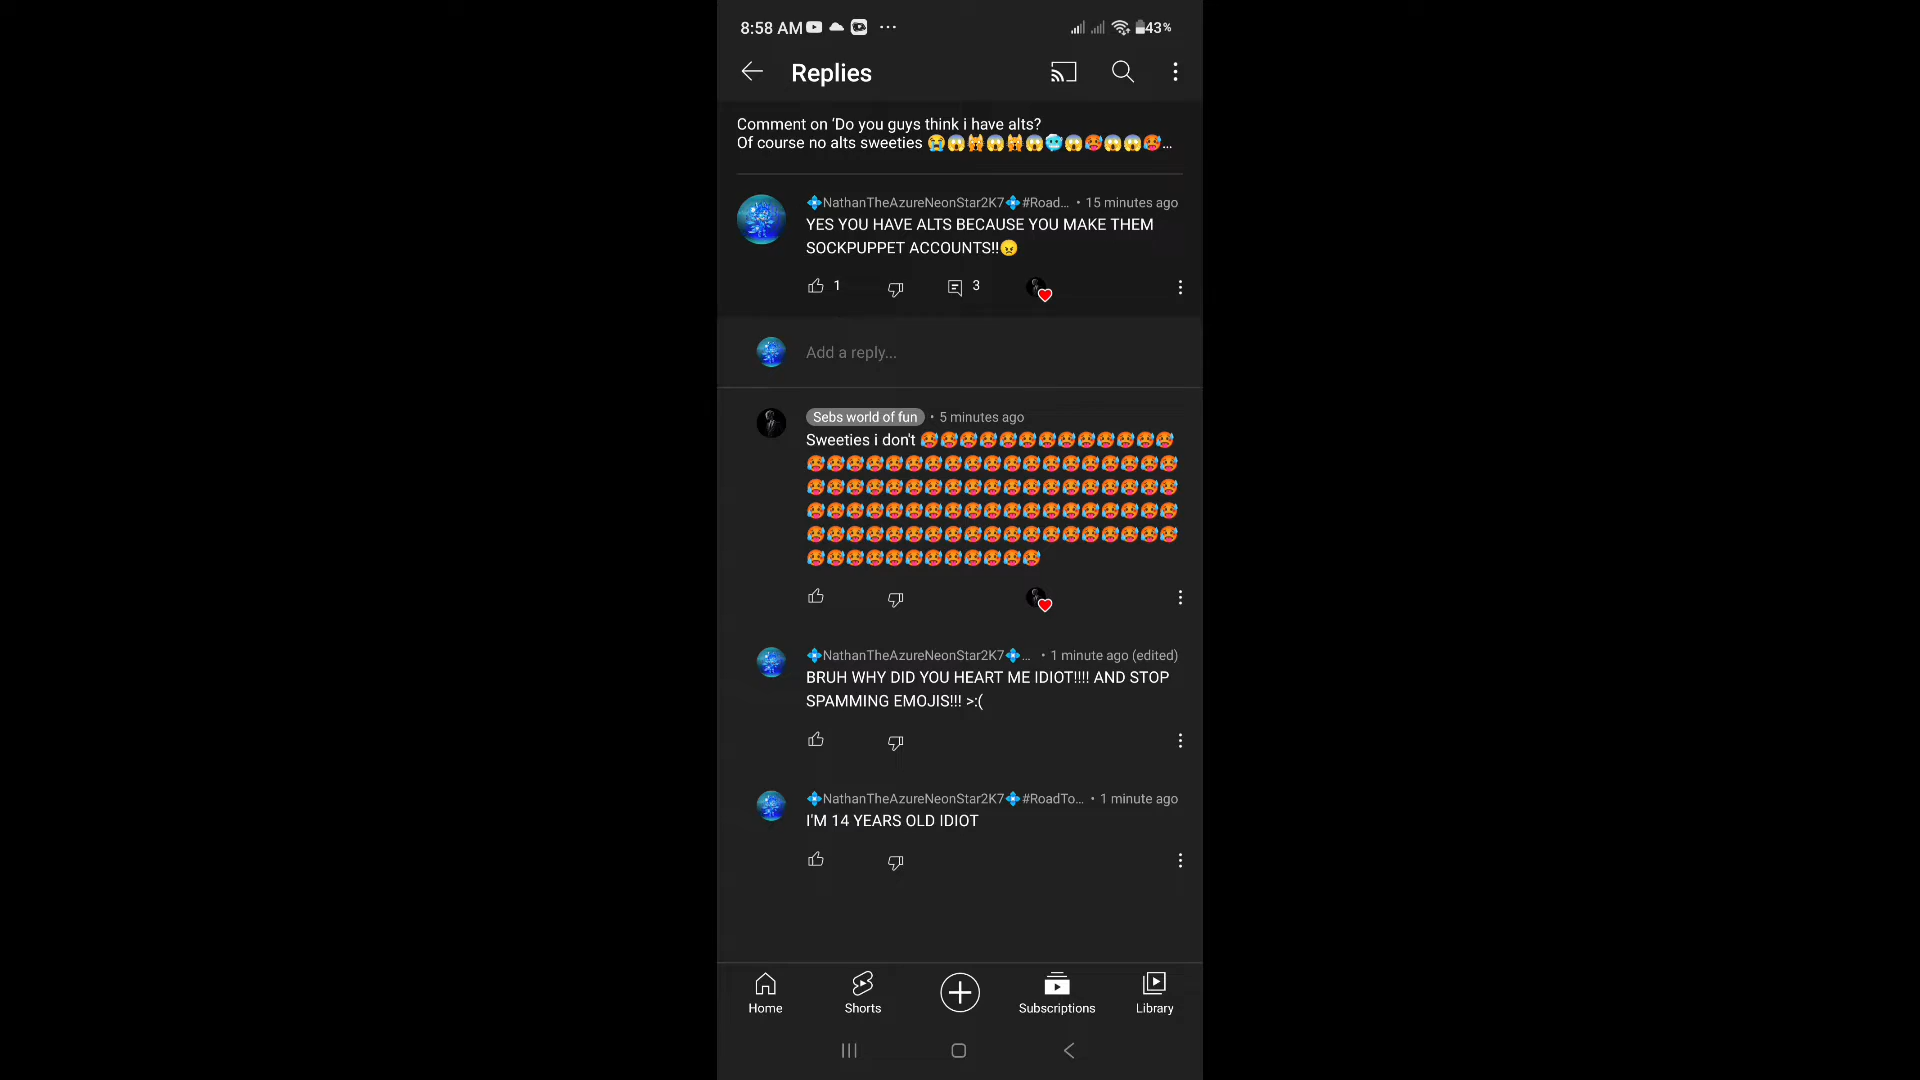 8:58 AM ... 43%
Replies
Comment on 'Do you guys think i have alts?
Of course no alts sweeties 😭😱🙀😱🙀😱🥶😱🥵😱😱🥵...
💠NathanTheAzureNeonStar2K7💠#Road... • 15 minutes ago
YES YOU HAVE ALTS BECAUSE YOU MAKE THEM
SOCKPUPPET ACCOUNTS!!😠
1 3
Add a reply...
Sebs world of fun • 5 minutes ago
Sweeties i don't 🥵🥵🥵🥵🥵🥵🥵🥵🥵🥵🥵🥵🥵
🥵🥵🥵🥵🥵🥵🥵🥵🥵🥵🥵🥵🥵🥵🥵🥵🥵🥵🥵
🥵🥵🥵🥵🥵🥵🥵🥵🥵🥵🥵🥵🥵🥵🥵🥵🥵🥵🥵
🥵🥵🥵🥵🥵🥵🥵🥵🥵🥵🥵🥵🥵🥵🥵🥵🥵🥵🥵
🥵🥵🥵🥵🥵🥵🥵🥵🥵🥵🥵🥵🥵🥵🥵🥵🥵🥵🥵
🥵🥵🥵🥵🥵🥵🥵🥵🥵🥵🥵🥵
💠NathanTheAzureNeonStar2K7💠... • 1 minute ago (edited)
BRUH WHY DID YOU HEART ME IDIOT!!!! AND STOP
SPAMMING EMOJIS!!! >:(
💠NathanTheAzureNeonStar2K7💠#RoadTo... • 1 minute ago
I'M 14 YEARS OLD IDIOT
Home Shorts Subscriptions Library